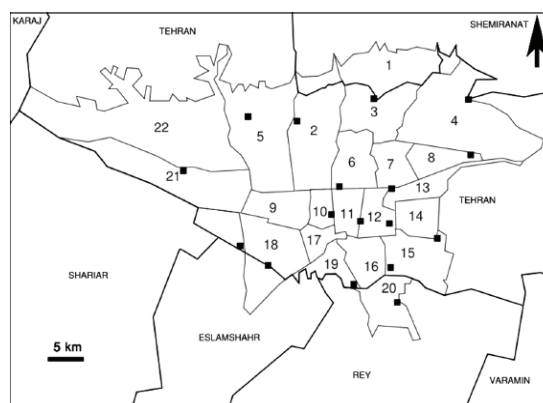 KARAJ
TEHRAN
SHEMIRANAT
1
3
22
5
2
4
6
7
8
21
13
9
10
11
12
14
TEHRAN
18
17
15
19
16
SHARIAR
20
5 km
ESLAMSHAHR
REY
VARAMIN